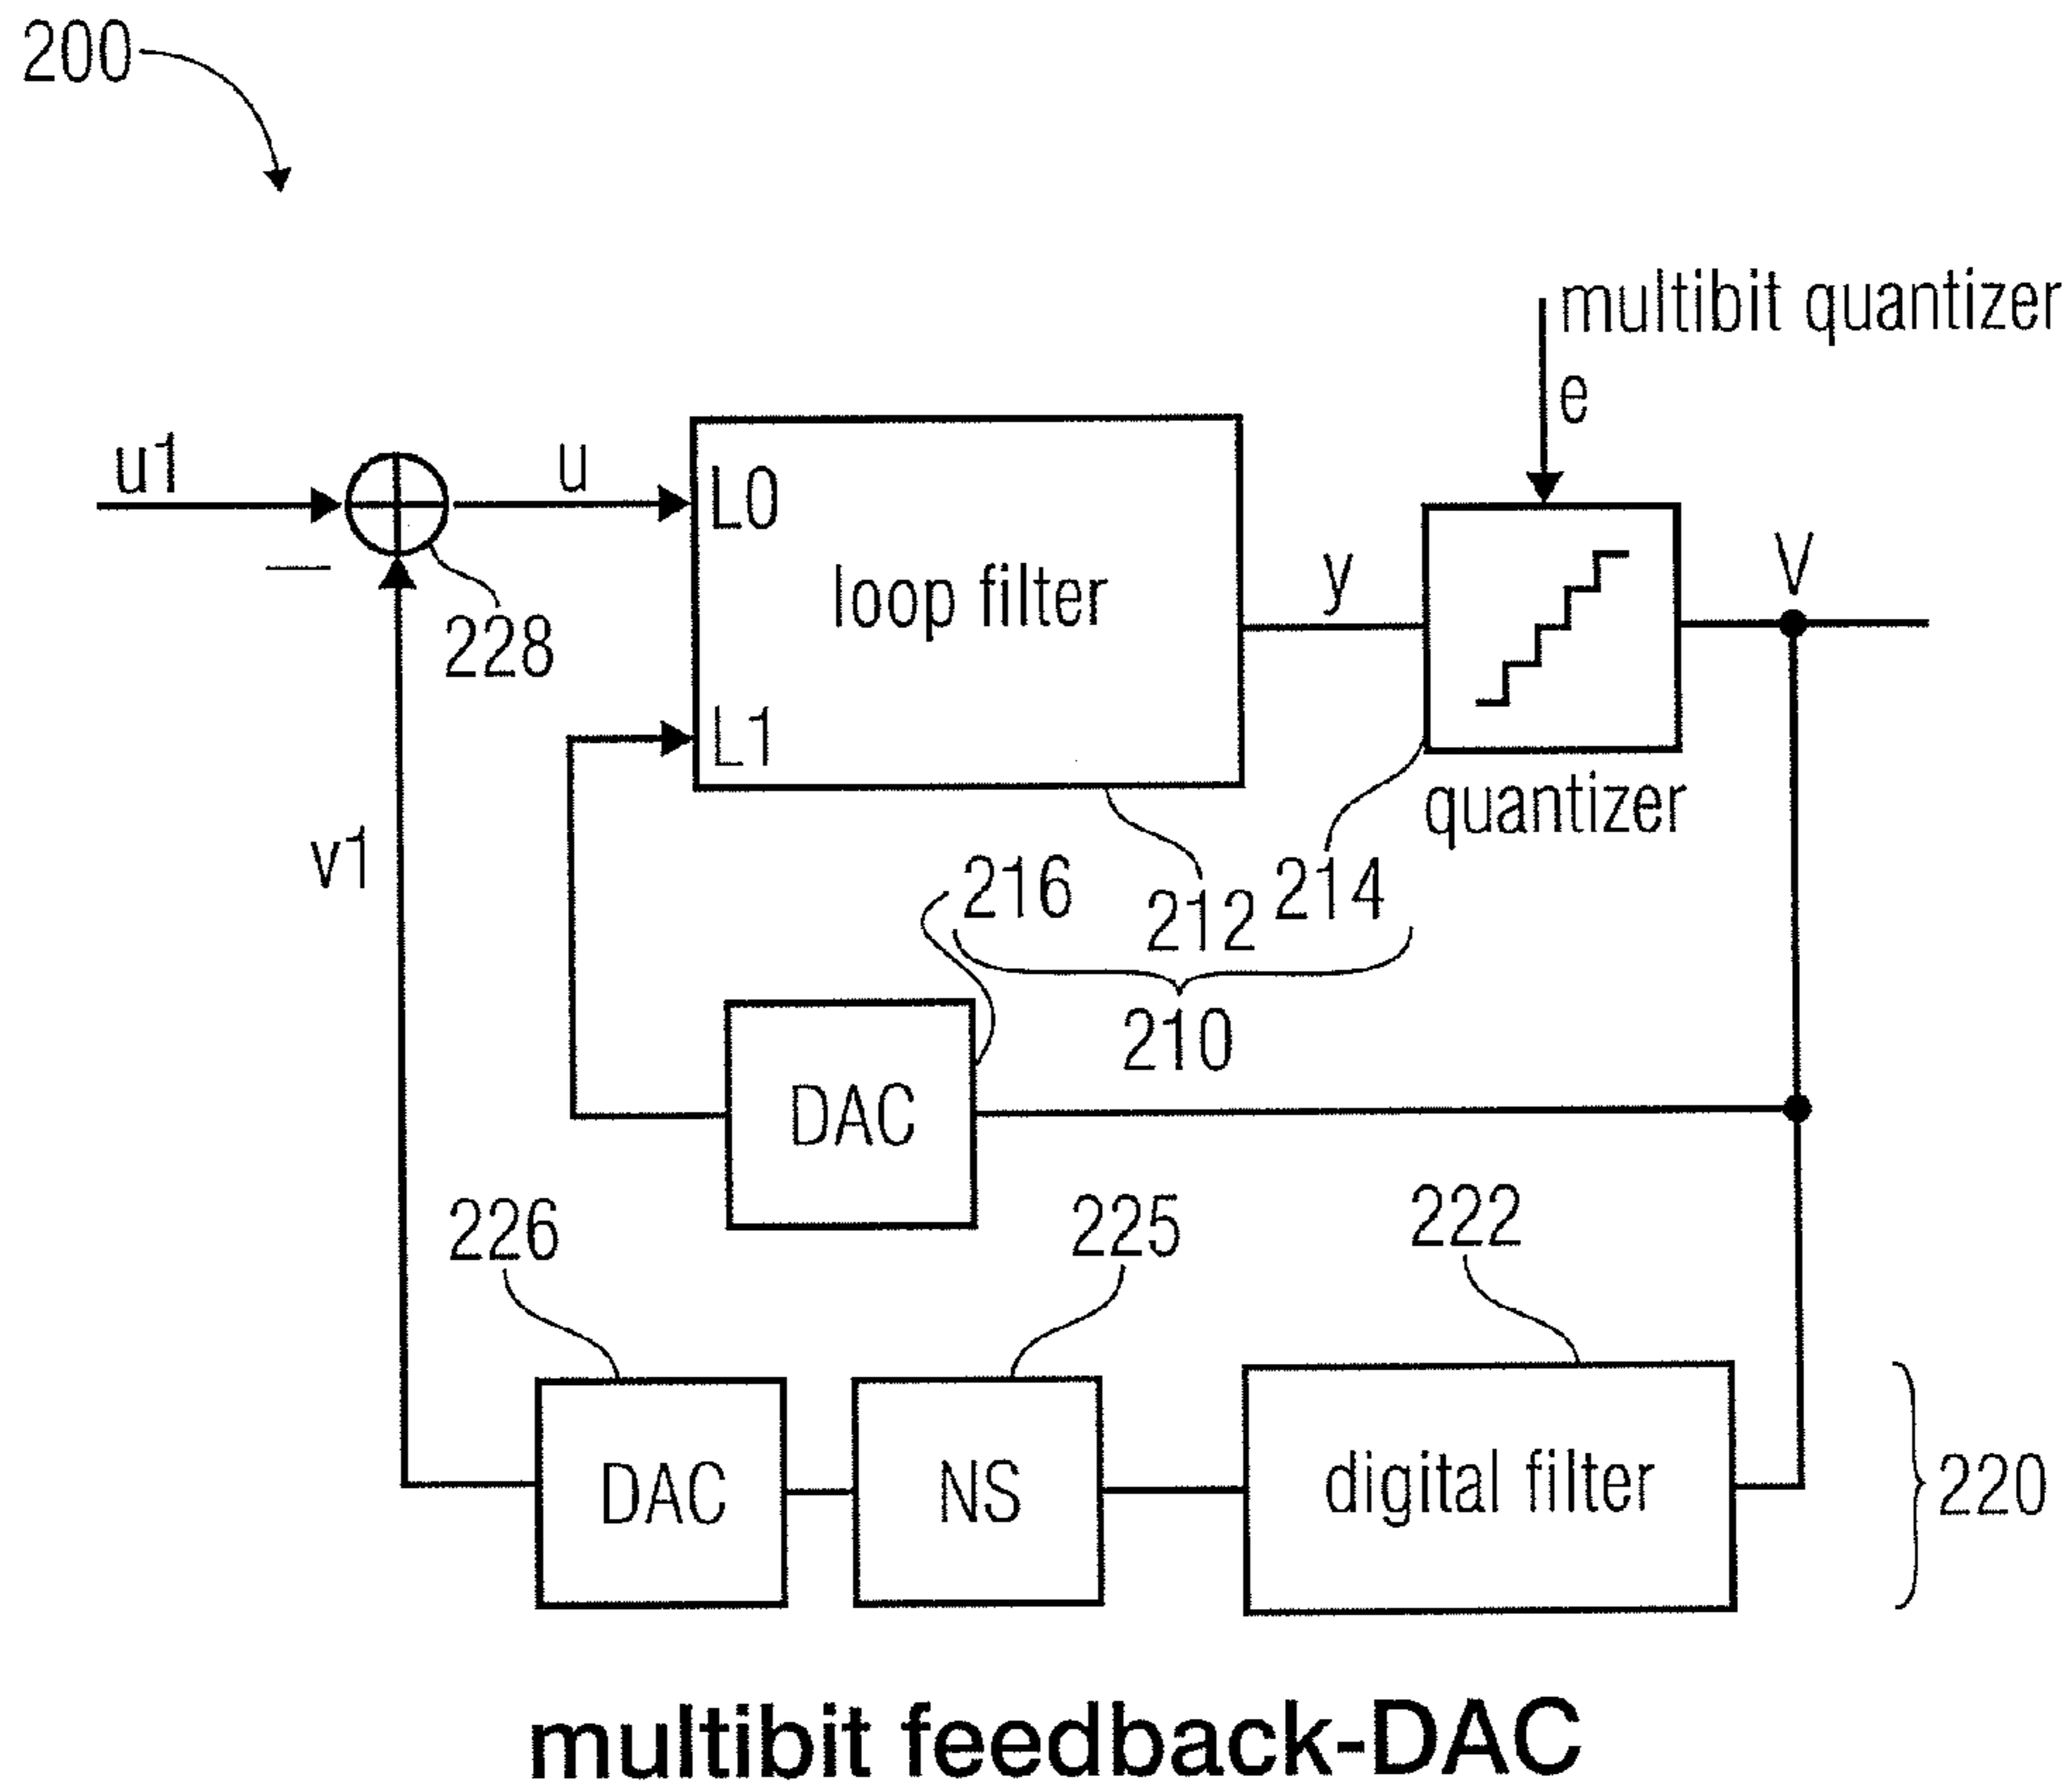 200
multibit quantizer
e
u1
u
L0
loop filter
y
V
228
L1
quantizer
v1
216
212
214
210
DAC
226
225
222
DAC
NS
digital filter
220
multibit feedback-DAC